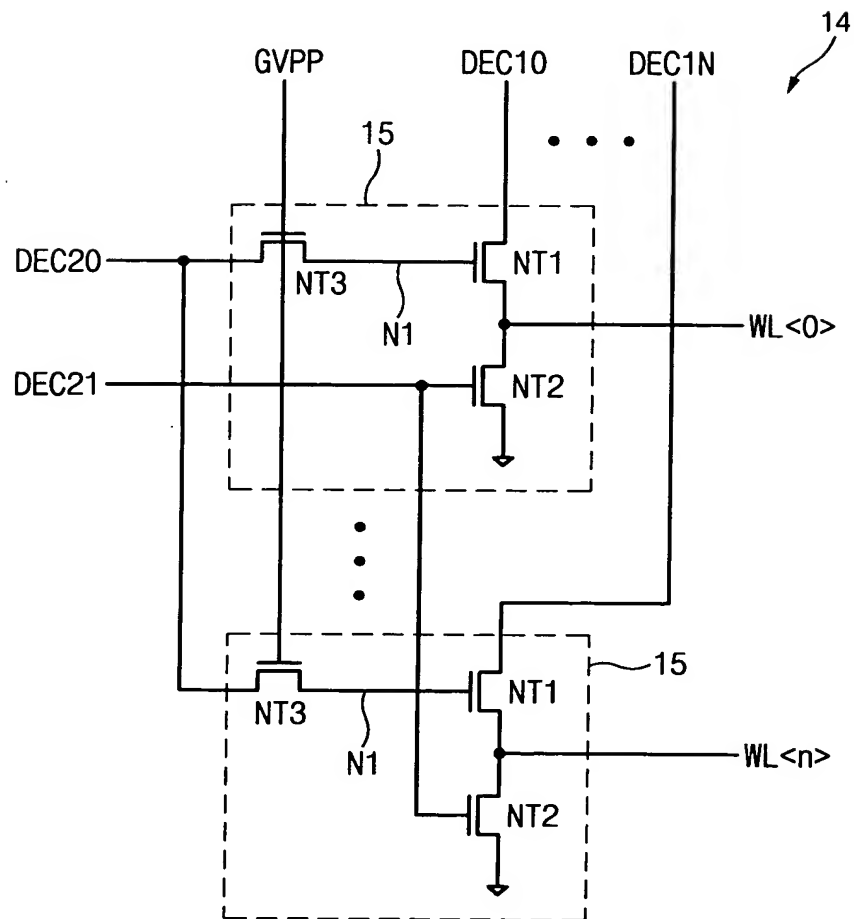 14
GVPP DEC10 DEC1N
15
DEC20
NT3
N1
NT1
WL<0>
DEC21
NT2
15
NT3
N1
NT1
WL<n>
NT2